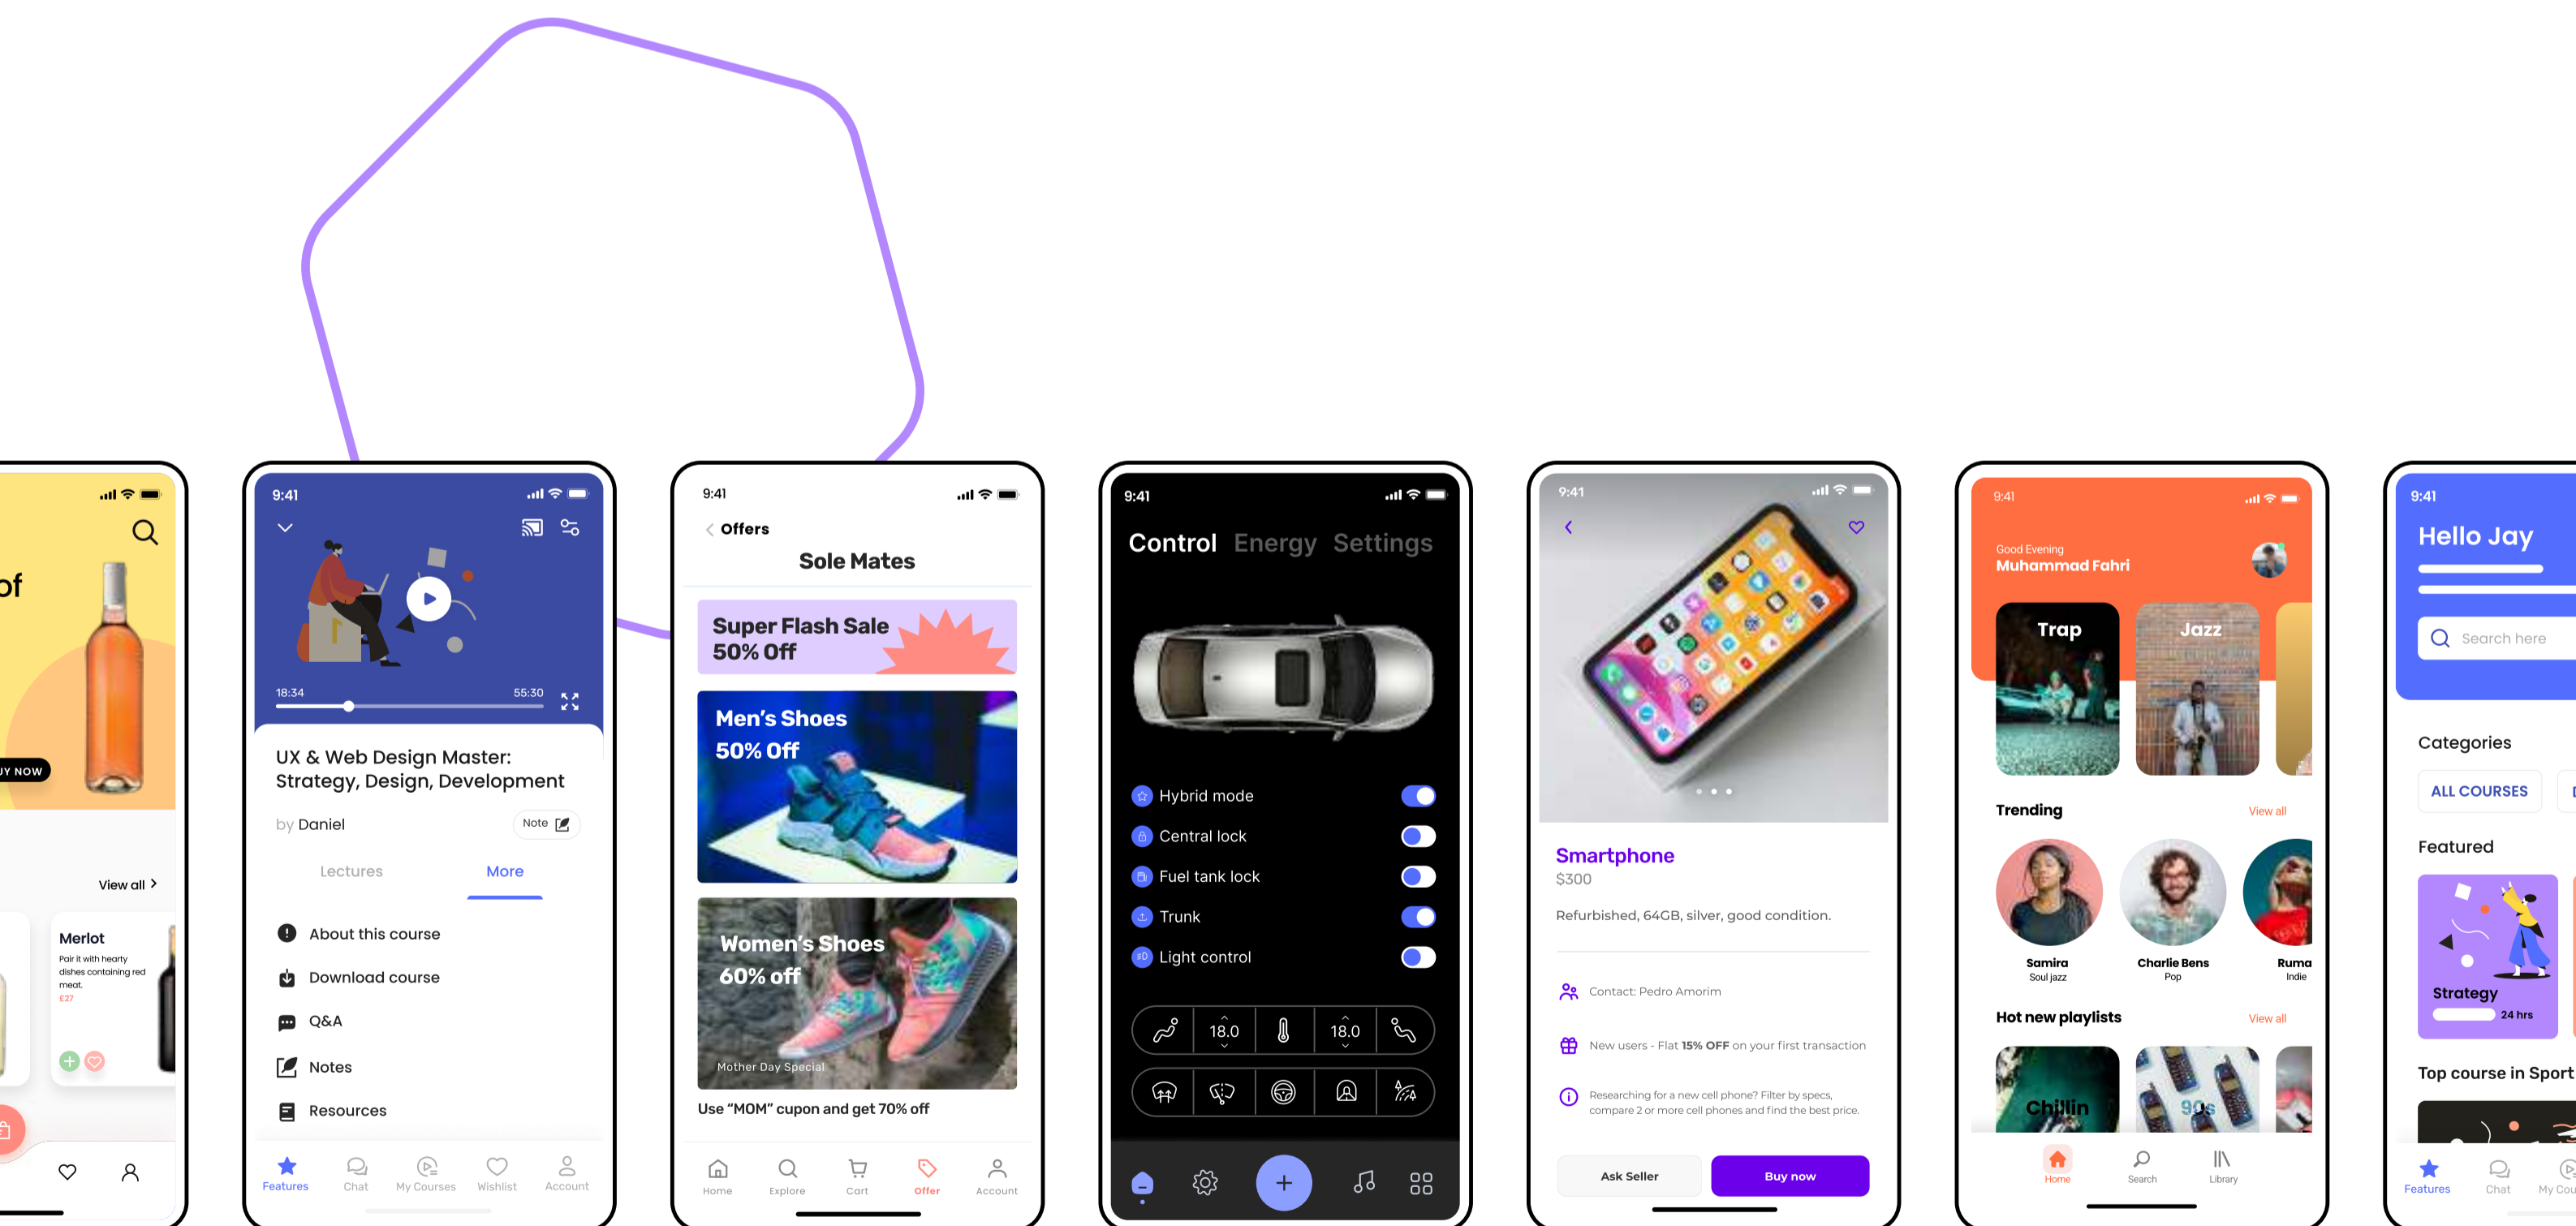 of
UY NOW
View all
Merlot
Pair it with hearty
dishes containing red
meat.
£27
9:41
18:34
55:30
UX & Web Design Master:
Strategy, Design, Development
by Daniel
Note
Lectures
More
About this course
Download course
Q&A
Notes
Resources
Features
Chat
My Courses
Wishlist
Account
9:41
Offers
Sole Mates
Super Flash Sale
50% Off
Men's Shoes
50% Off
Women's Shoes
60% off
Mother Day Special
Use "MOM" cupon and get 70% off
Home
Explore
Cart
Offer
Account
9:41
Control
Energy
Settings
Hybrid mode
Central lock
Fuel tank lock
Trunk
Light control
18.0
18.0
9:41
Smartphone
$300
Refurbished, 64GB, silver, good condition.
Contact: Pedro Amorim
New users - Flat 15% OFF on your first transaction
Researching for a new cell phone? Filter by specs,
compare 2 or more cell phones and find the best price.
Ask Seller
Buy now
9:41
Good Evening
Muhammad Fahri
Trap
Jazz
Trending
View all
Samira
Soul jazz
Charlie Bens
Pop
Ruma
Indie
Hot new playlists
View all
Chillin
90s
Home
Search
Library
9:41
Hello Jay
Search here
Categories
ALL COURSES
Featured
Strategy
24 hrs
Top course in Sport
Features
Chat
My Cou